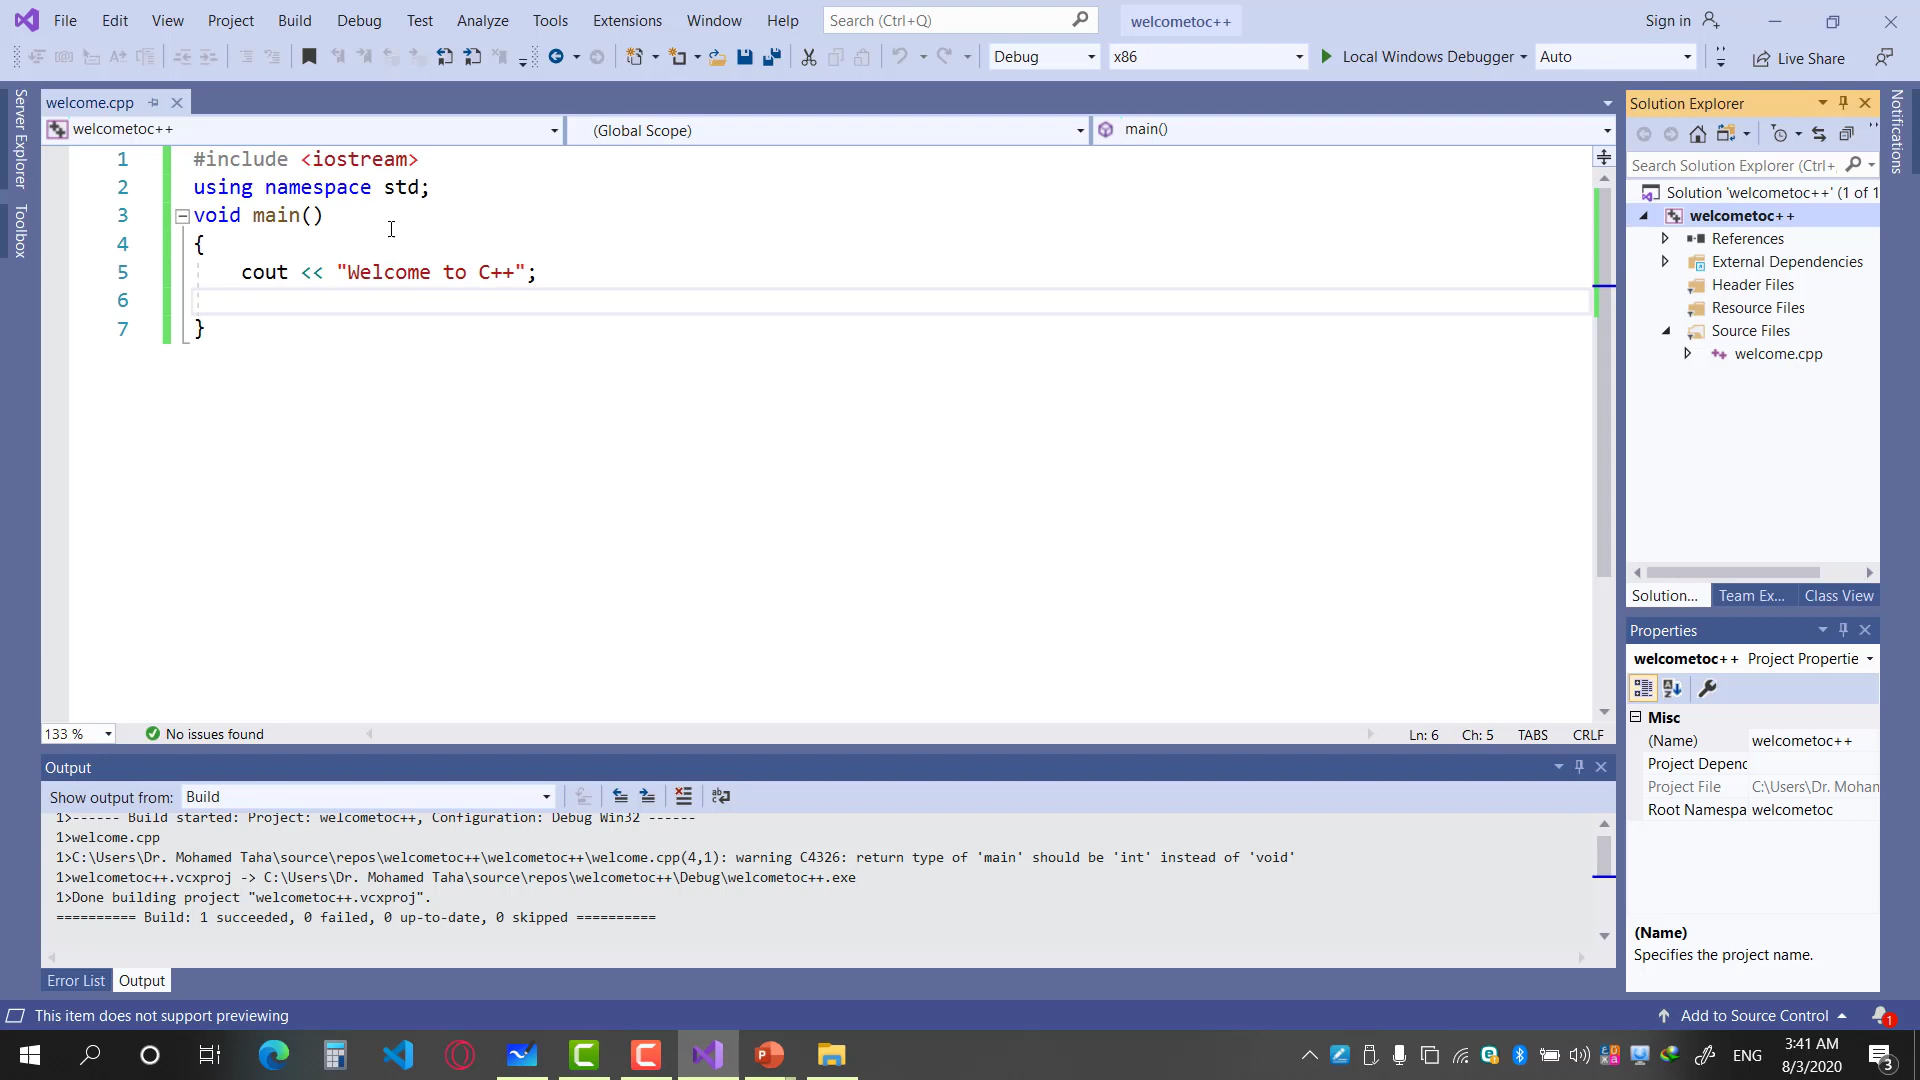 File Edit View Project Build Debug Test Analyze Tools Extensions Window Help Search (Ctrl+Q) welcometoc++ Sign in
Debug x86 Local Windows Debugger Auto Live Share
Server Explorer
Toolbox
welcome.cpp
welcometoc++ (Global Scope) main()
1 #include <iostream>
2 using namespace std;
3 void main()
4 {
5 cout << "Welcome to C++";
6
7 }
133 % No issues found Ln: 6 Ch: 5 TABS CRLF
Output
Show output from: Build
1>------ Build started: Project: welcometoc++, Configuration: Debug Win32 ------
1>welcome.cpp
1>C:\Users\Dr. Mohamed Taha\source\repos\welcometoc++\welcometoc++\welcome.cpp(4,1): warning C4326: return type of 'main' should be 'int' instead of 'void'
1>welcometoc++.vcxproj -> C:\Users\Dr. Mohamed Taha\source\repos\welcometoc++\Debug\welcometoc++.exe
1>Done building project "welcometoc++.vcxproj".
========== Build: 1 succeeded, 0 failed, 0 up-to-date, 0 skipped ==========
Error List Output
Solution Explorer
Search Solution Explorer (Ctrl+
Solution 'welcometoc++' (1 of 1
welcometoc++
References
External Dependencies
Header Files
Resource Files
Source Files
welcome.cpp
Solution... Team Ex... Class View
Properties
welcometoc++ Project Propertie
Misc
(Name) welcometoc++
Project Depenc
Project File C:\Users\Dr. Mohan
Root Namespa welcometoc
(Name)
Specifies the project name.
Notifications
This item does not support previewing Add to Source Control 1
ENG 3:41 AM
8/3/2020
3